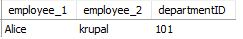 employee_1 employee_2 departmentID
Alice krupal 101